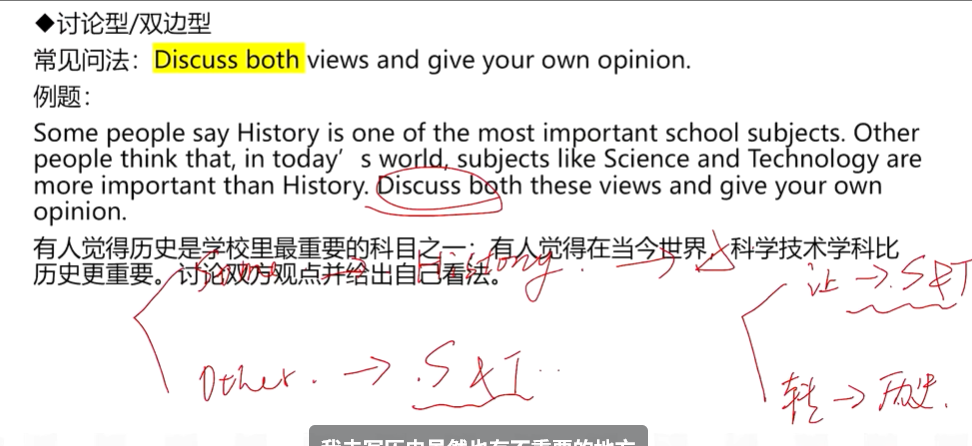 ◆讨论型/双边型
常见问法：Discuss both views and give your own opinion.
例题：
Some people say History is one of the most important school subjects. Other
people think that, in today’s world, subjects like Science and Technology are
more important than History. Discuss both these views and give your own
opinion.
有人觉得历史是学校里最重要的科目之一；有人觉得在当今世界，科学技术学科比
历史更重要。讨论双方观点并给出自己看法。
Some → History. →
让 → S&T
Other. → S & T
转 → 历史.